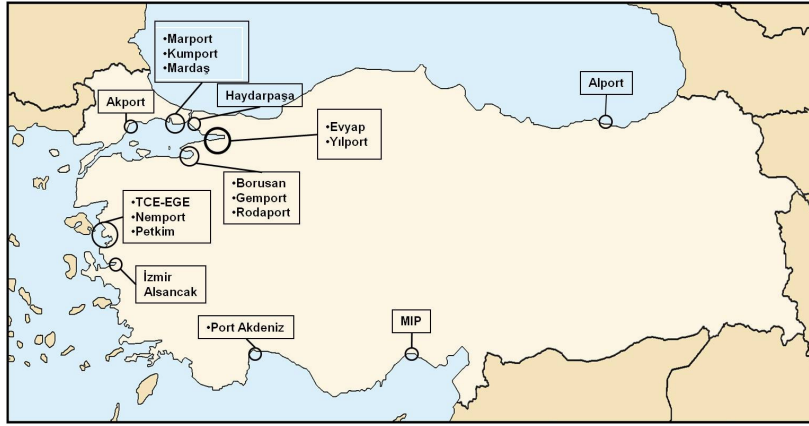 •Marport
•Kumport
•Mardaş
Akport
Haydarpaşa
Alport
•Evyap
•Yılport
•Borusan
•Gemport
•Rodaport
•TCE-EGE
•Nemport
•Petkim
İzmir
Alsancak
•Port Akdeniz
MIP